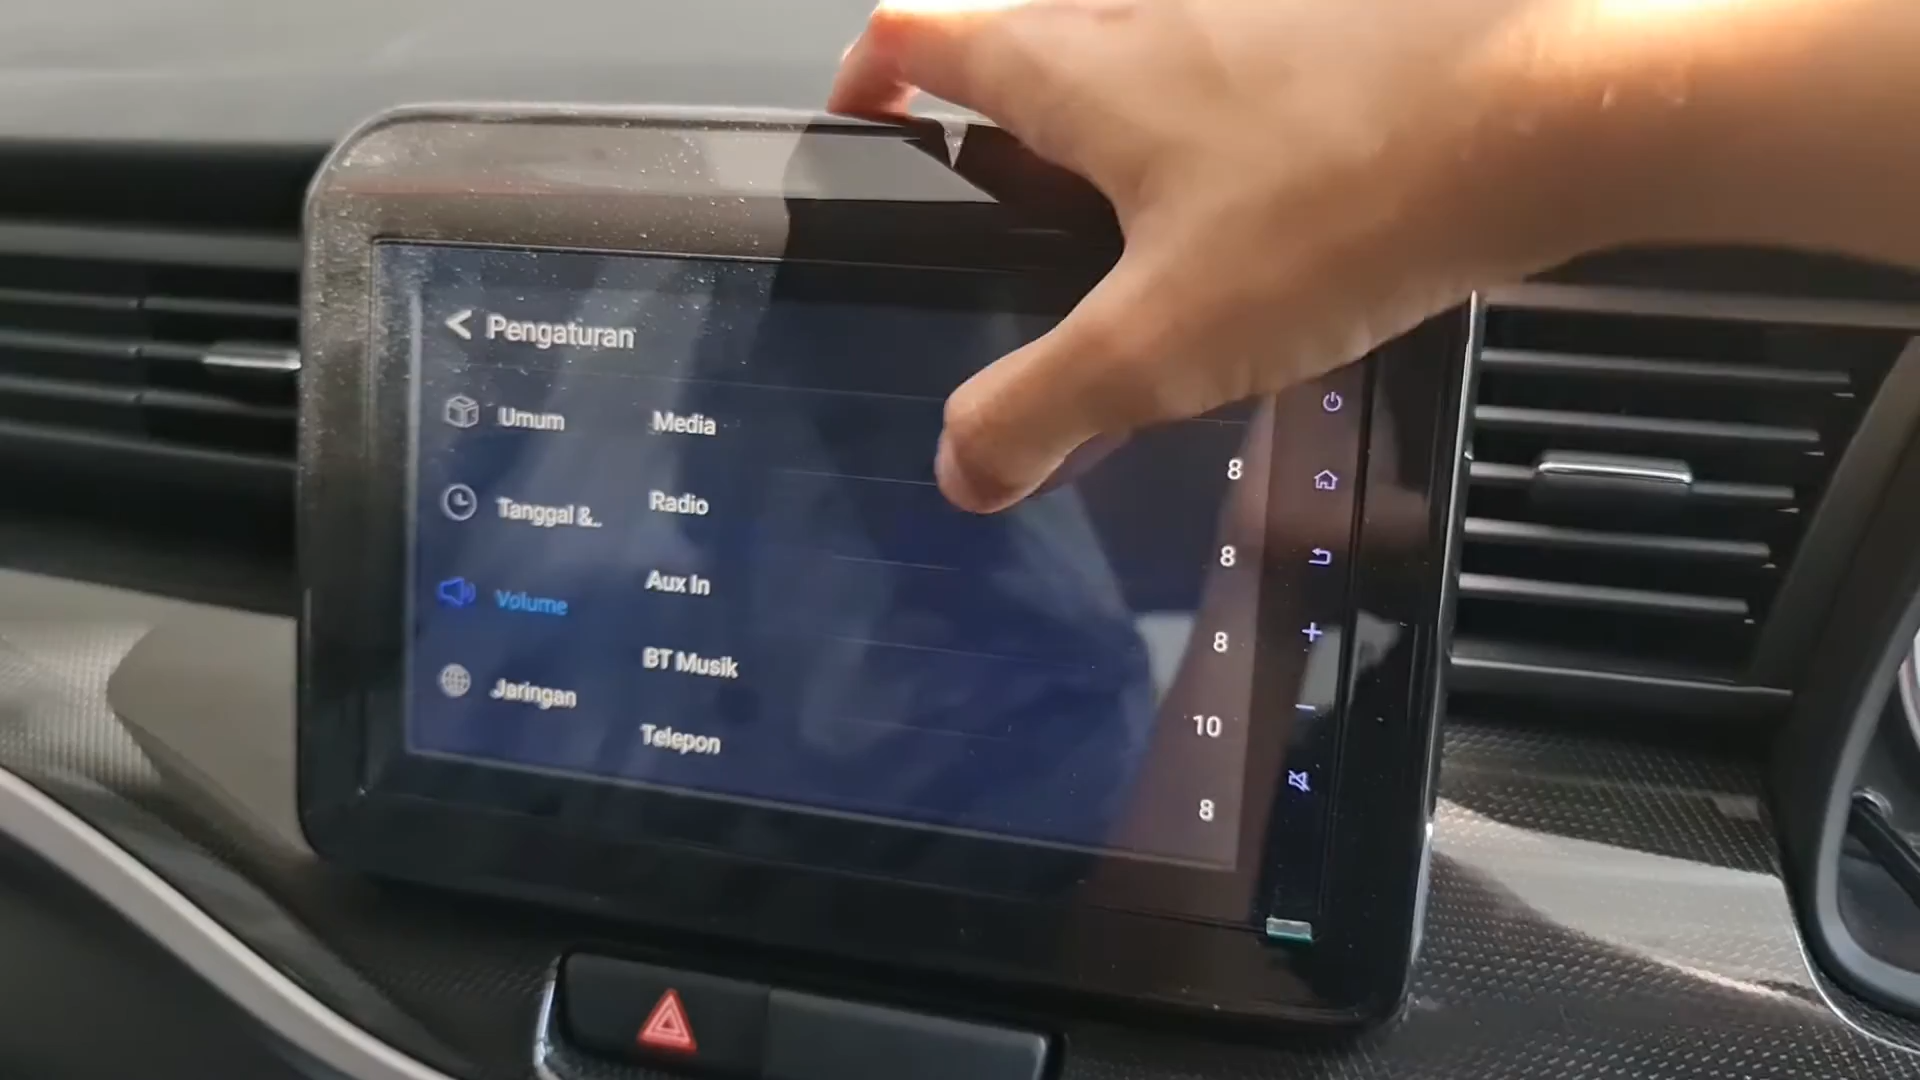 Pengaturan
Umum
Tanggal &..
Volume
Jaringan
Media 8
Radio 8
Aux In 8
BT Musik 10
Telepon 8